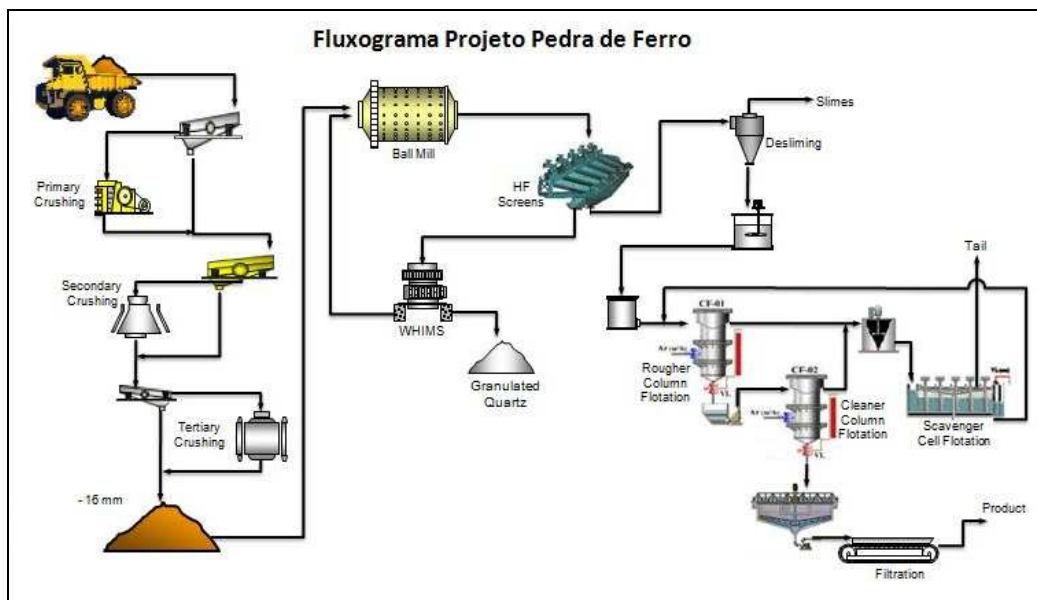 Fluxograma Projeto Pedra de Ferro
Slimes
Ball Mill
Desliming
HF
Screens
Primary
Crushing
Tail
Secondary
Crushing
WHIMS
CF-01
Rougher
Column
Flotation
CF-02
Granulated
Quartz
Cleaner
Column
Flotation
Scavenger
Cell Flotation
Tertiary
Crushing
VL
VL
- 16 mm
Product
Filtration